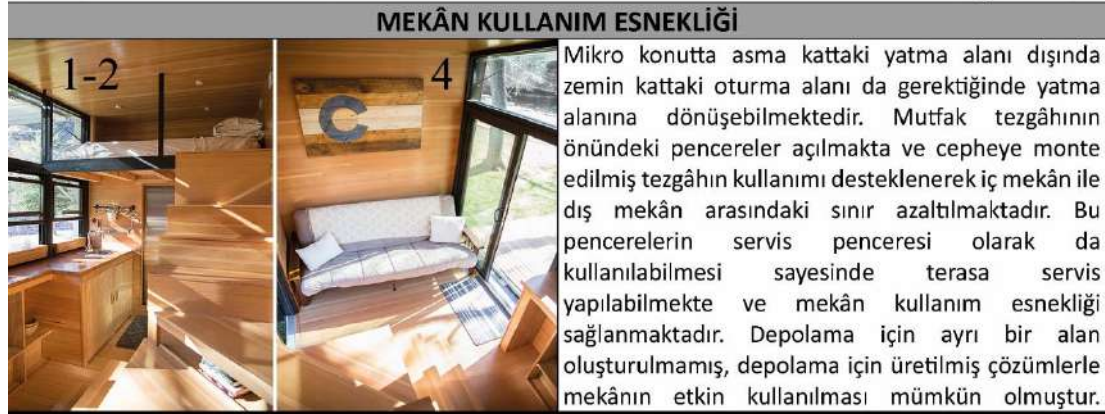 MEKÂN KULLANIM ESNEKLİĞİ
1-2
4
C
Mikro konutta asma kattaki yatma alanı dışında
zemin kattaki oturma alanı da gerektiğinde yatma
alanına dönüşebilmektedir. Mutfak tezgâhının
önündeki pencereler açılmakta ve cepheye monte
edilmiş tezgâhın kullanımı desteklenerek iç mekân ile
dış mekân arasındaki sınır azaltılmaktadır. Bu
pencerelerin servis penceresi olarak da
kullanılabilmesi sayesinde terasa servis
yapılabilmekte ve mekân kullanım esnekliği
sağlanmaktadır. Depolama için ayrı bir alan
oluşturulmamış, depolama için üretilmiş çözümlerle
mekânın etkin kullanılması mümkün olmuştur.